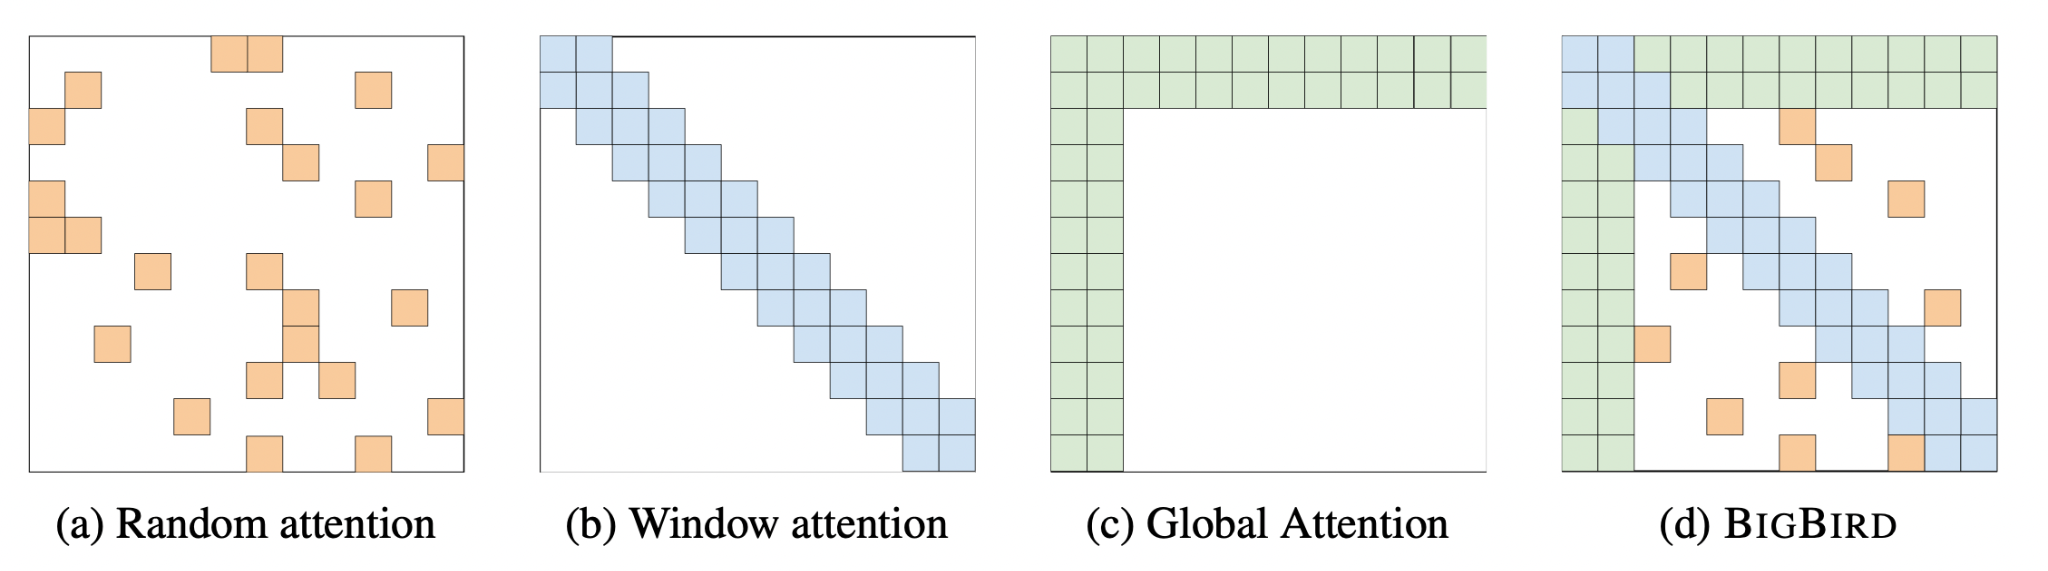 (a) Random attention
(b) Window attention
(c) Global Attention
(d) BIGBIRD